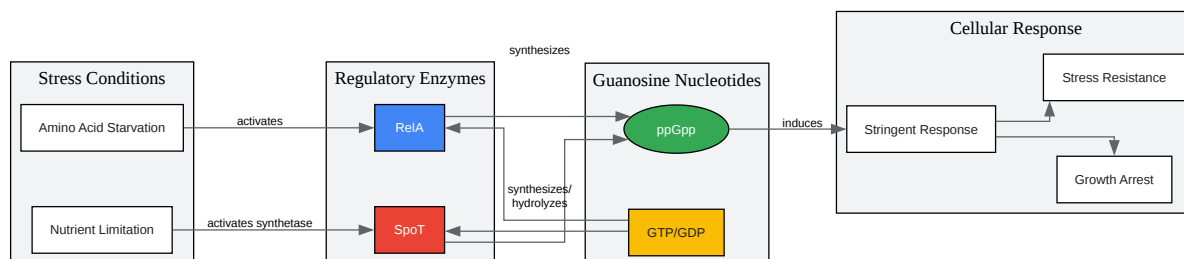 Stress Conditions
Amino Acid Starvation
Nutrient Limitation
activates
activates synthetase
Regulatory Enzymes
RelA
SpoT
synthesizes
synthesizes/
hydrolyzes
Guanosine Nucleotides
ppGpp
GTP/GDP
induces
Cellular Response
Stringent Response
Stress Resistance
Growth Arrest